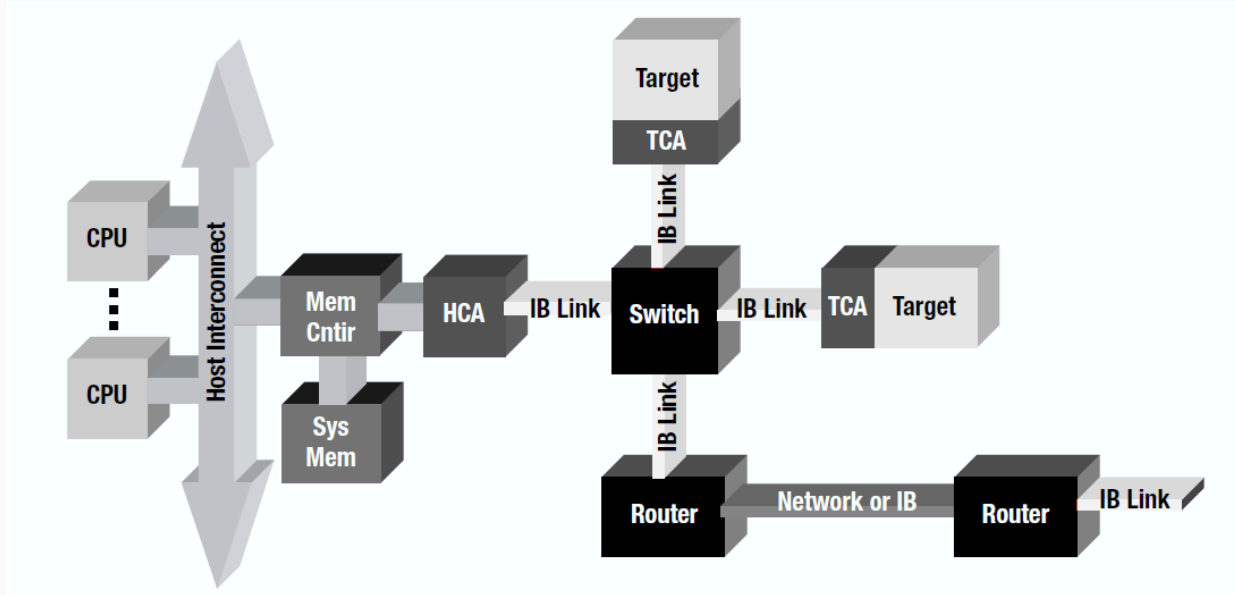 Target
TCA
IB Link
CPU
Host Interconnect
Mem
Cntir
HCA
IB Link
Switch
IB Link
TCA
Target
CPU
Sys
Mem
IB Link
Router
Network or IB
Router
IB Link